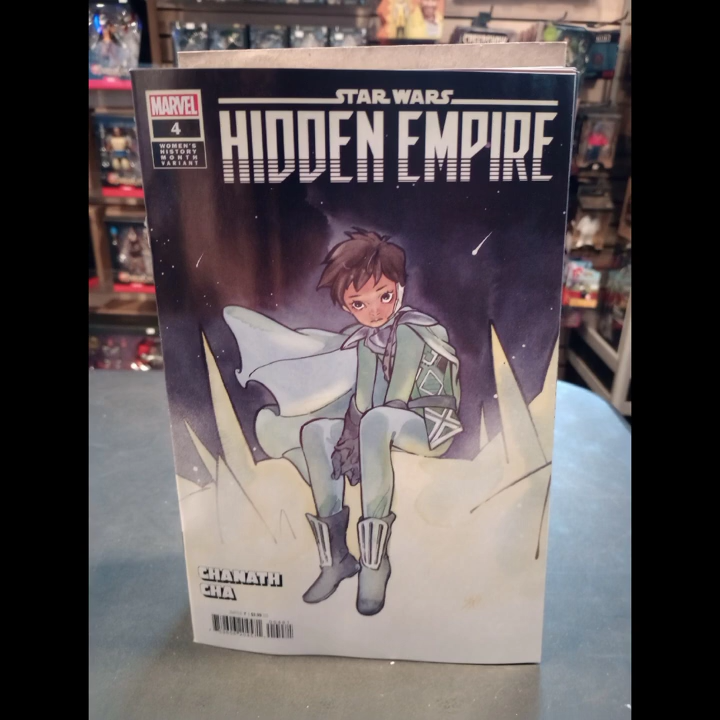 MARVEL
4
WOMEN'S
HISTORY
MONTH
VARIANT
STAR WARS
HIDDEN EMPIRE
CHANATH
CHA